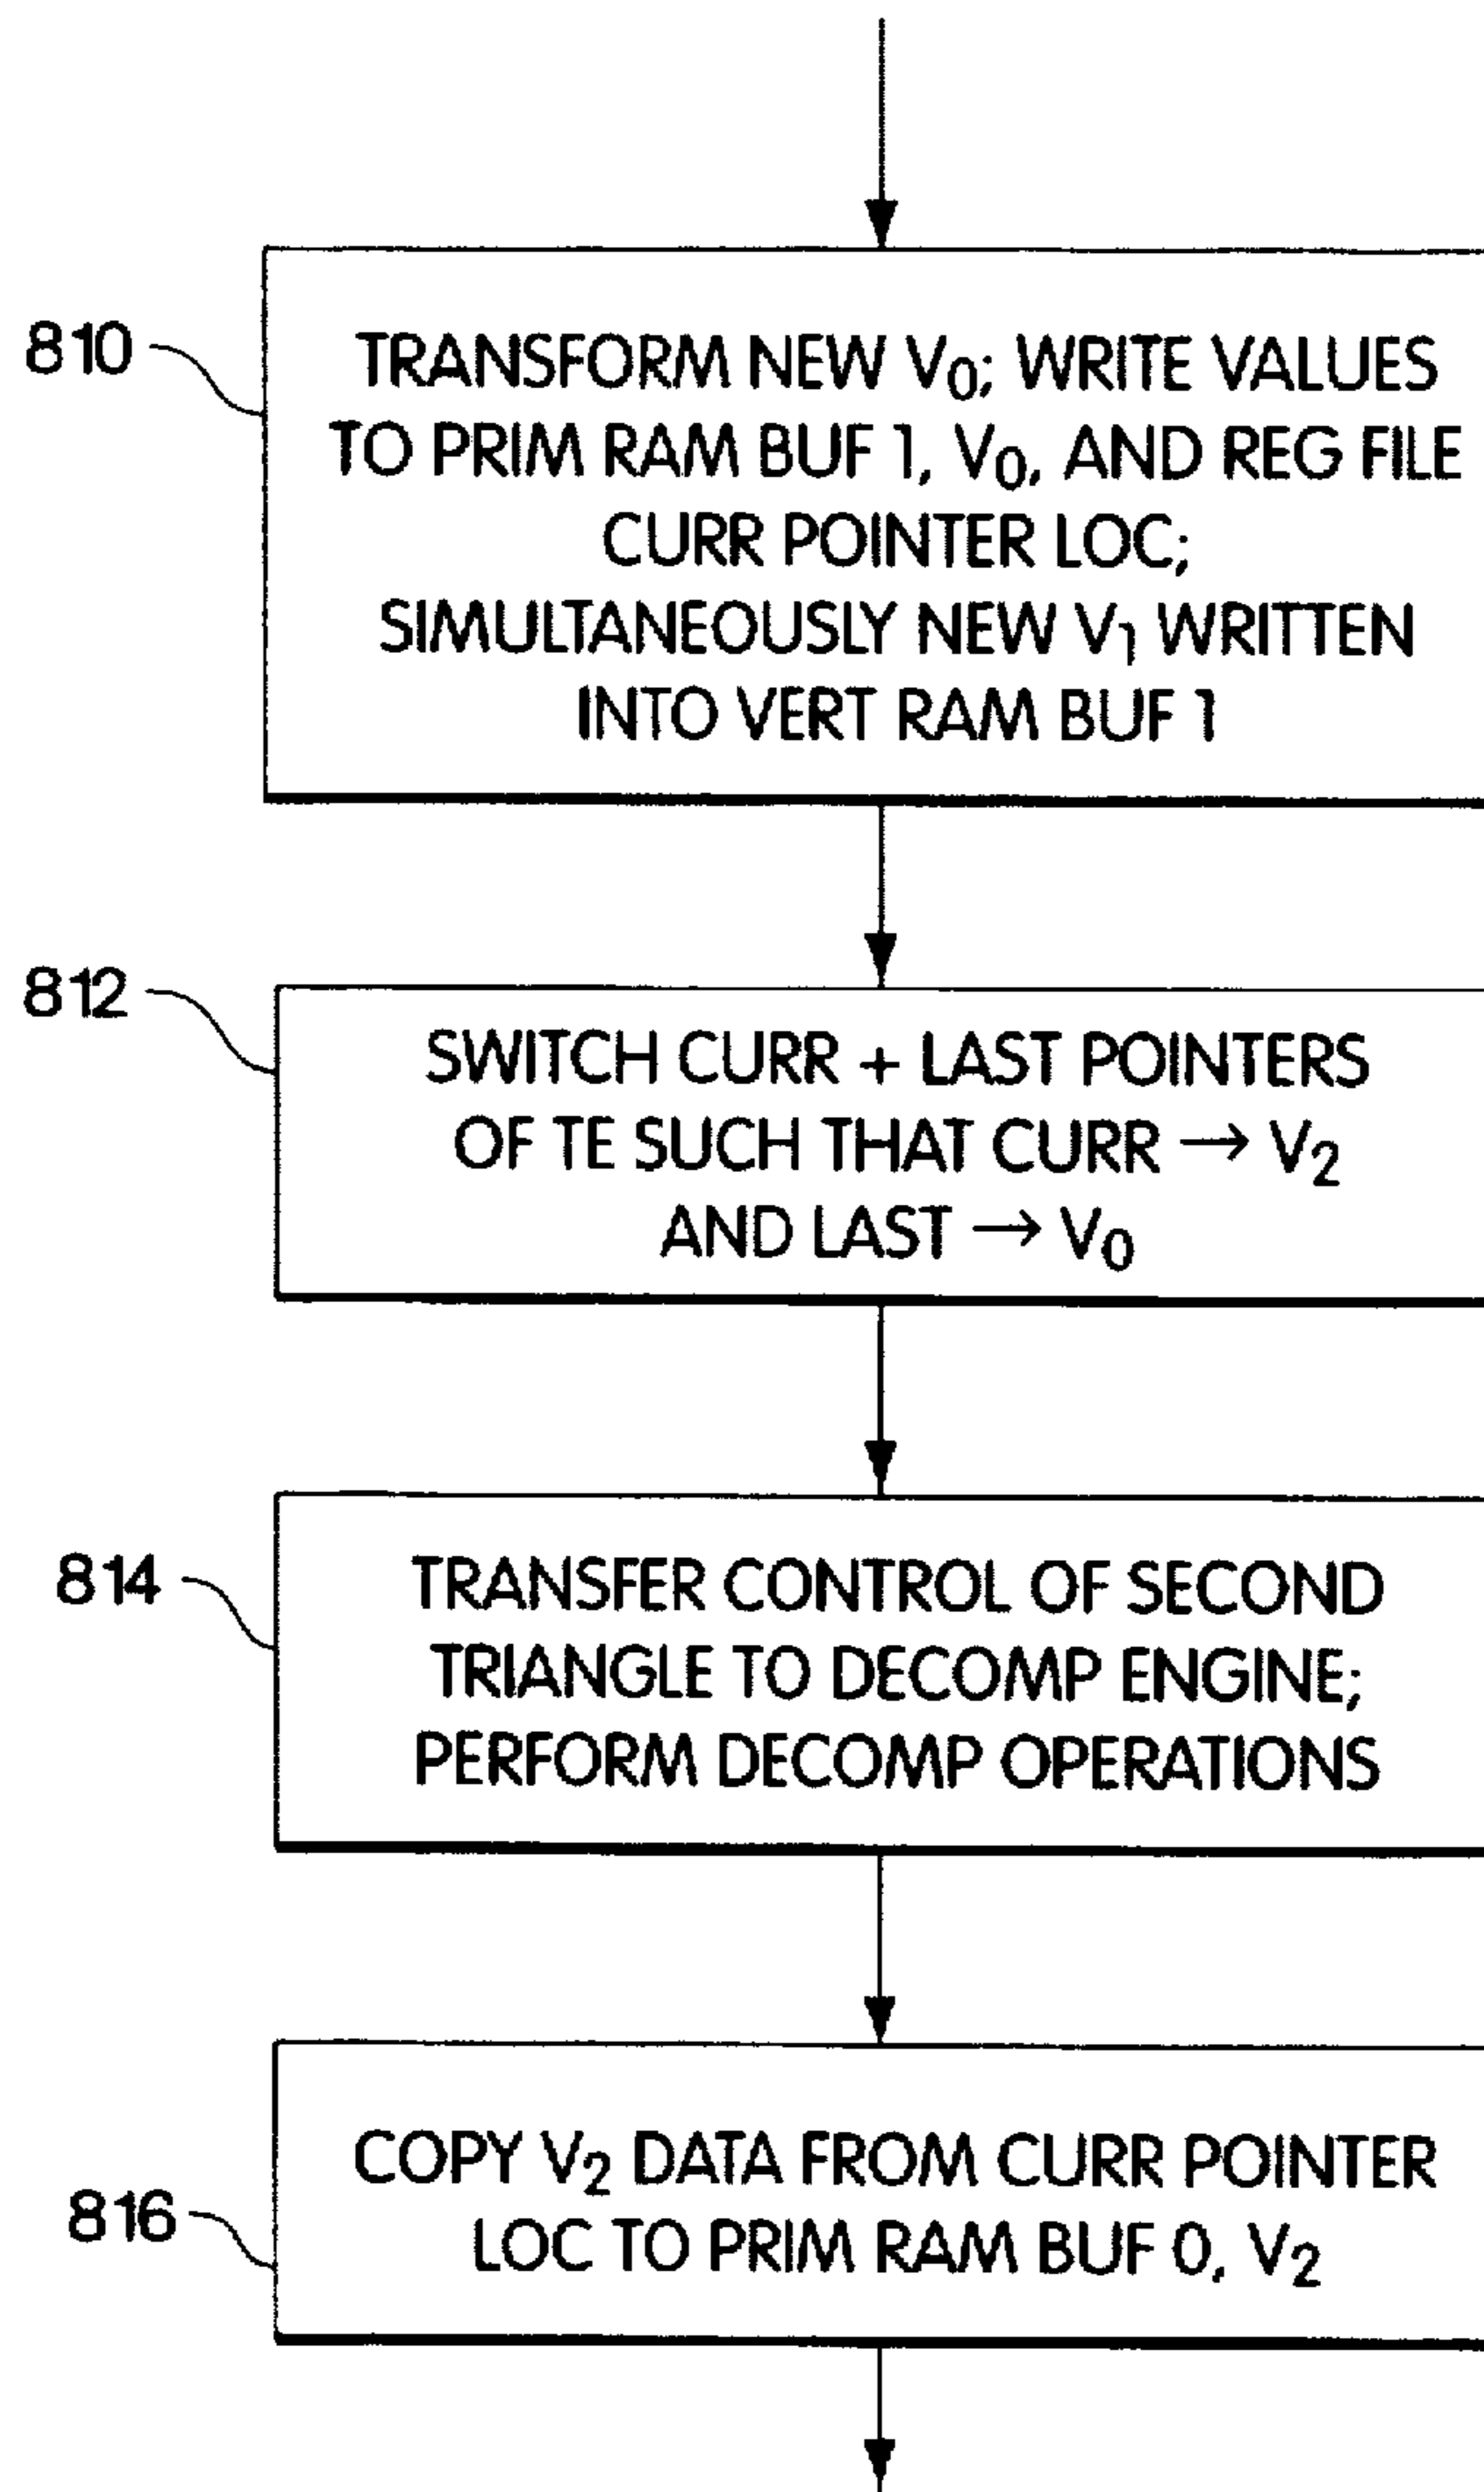 810
TRANSFORM NEW V0; WRITE VALUES
TO PRIM RAM BUF 1, V0, AND REG FILE
CURR POINTER LOC;
SIMULTANEOUSLY NEW V1 WRITTEN
INTO VERT RAM BUF 1
812
SWITCH CURR + LAST POINTERS
OF TE SUCH THAT CURR → V2
AND LAST → V0
814
TRANSFER CONTROL OF SECOND
TRIANGLE TO DECOMP ENGINE;
PERFORM DECOMP OPERATIONS
816
COPY V2 DATA FROM CURR POINTER
LOC TO PRIM RAM BUF 0, V2